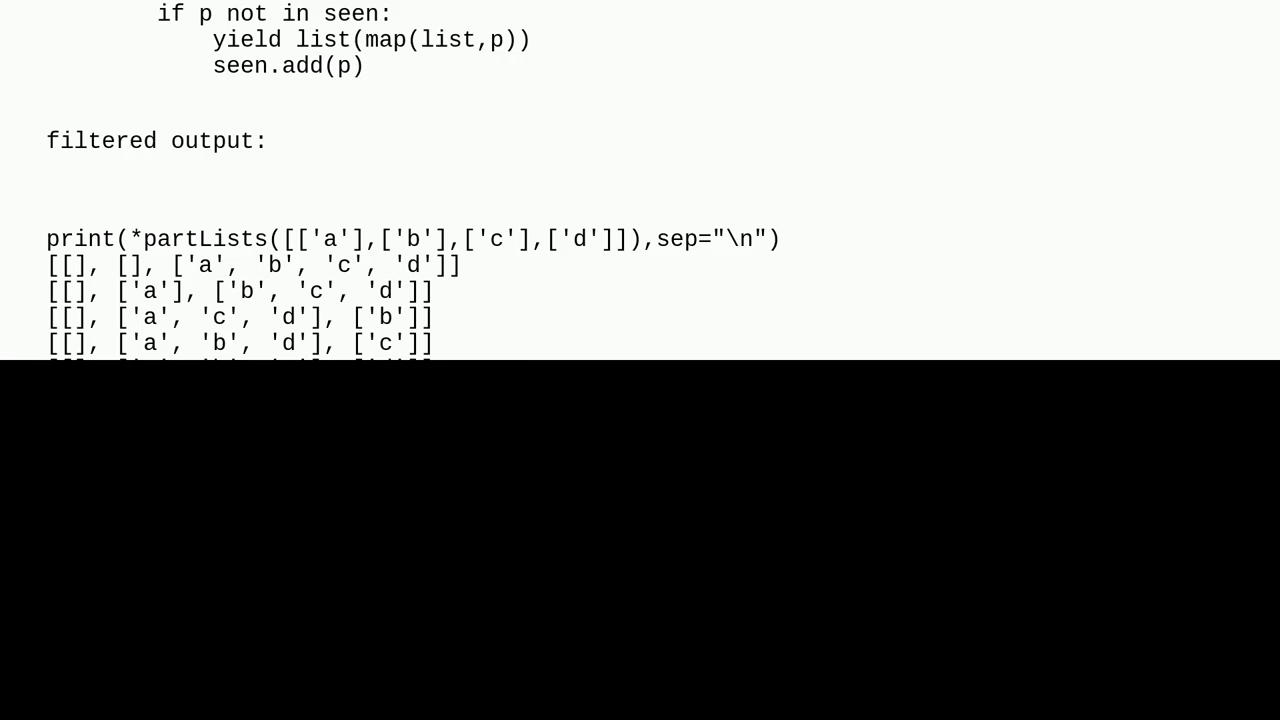 if p not in seen:
yield list(map(list,p))
seen.add(p)
filtered output:
print(*partLists([['a'],['b'],['c'],['d']]),sep="\n")
[[], [], ['a', 'b', 'c', 'd']]
[[], ['a'], ['b', 'c', 'd']]
[[], ['a', 'c', 'd'], ['b']]
[[], ['a', 'b', 'd'], ['c']]